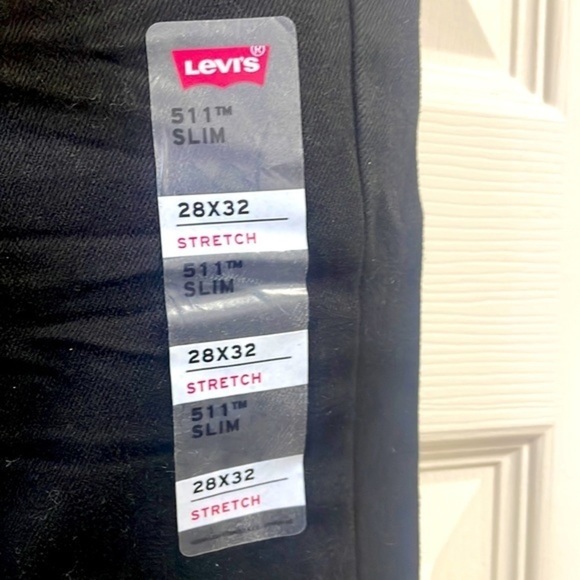 Levi's®
511™
SLIM
28X32
STRETCH
511™
SLIM
28X32
STRETCH
511™
SLIM
28X32
STRETCH